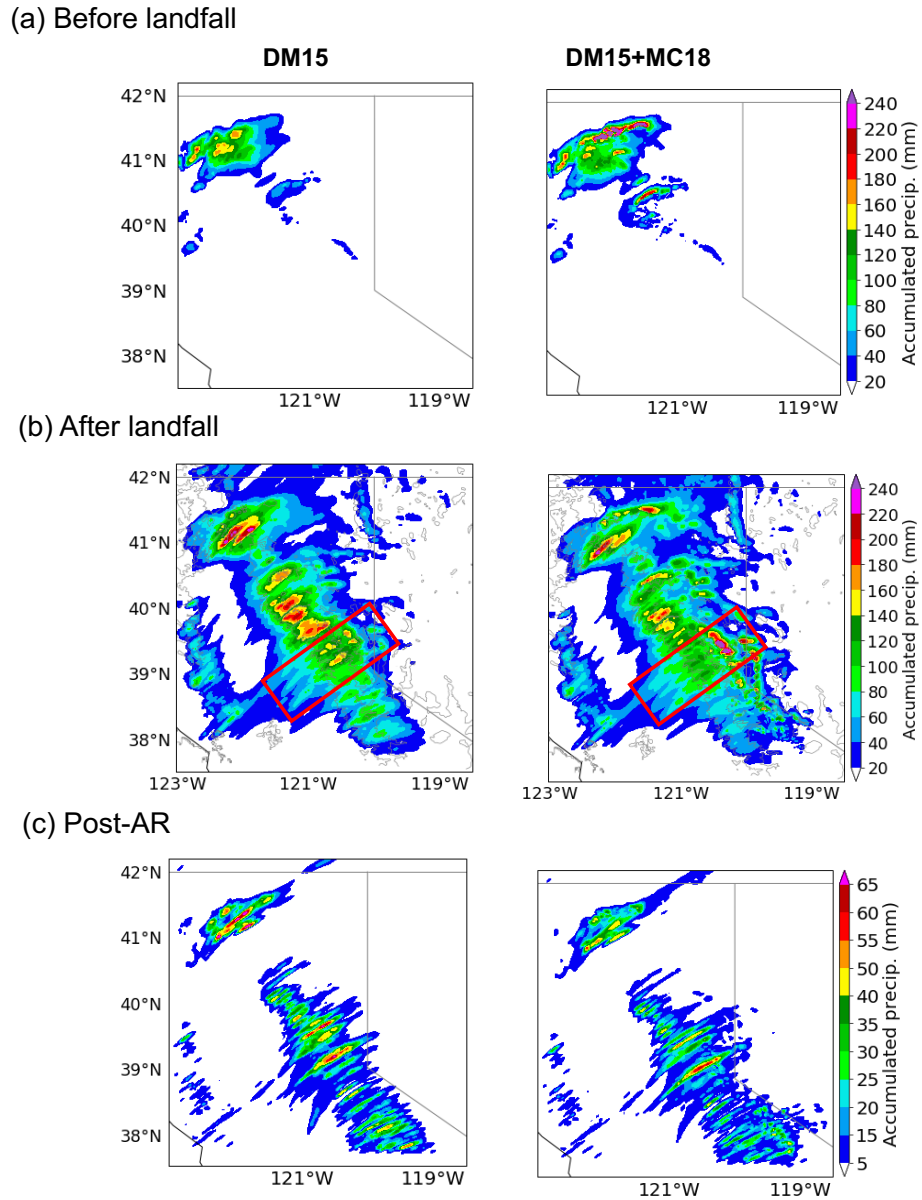 (a) Before landfall
DM15
DM15+MC18
42°N
41°N
40°N
39°N
38°N
121°W
119°W
121°W
119°W
240
220
200
180
160
140
120
100
80
60
40
20
Accumulated precip. (mm)
(b) After landfall
42°N
41°N
40°N
39°N
38°N
123°W
121°W
119°W
123°W
121°W
119°W
240
220
200
180
160
140
120
100
80
60
40
20
Accumulated precip. (mm)
(c) Post-AR
42°N
41°N
40°N
39°N
38°N
121°W
119°W
121°W
119°W
65
60
55
50
40
35
30
25
20
15
5
Accumulated precip. (mm)